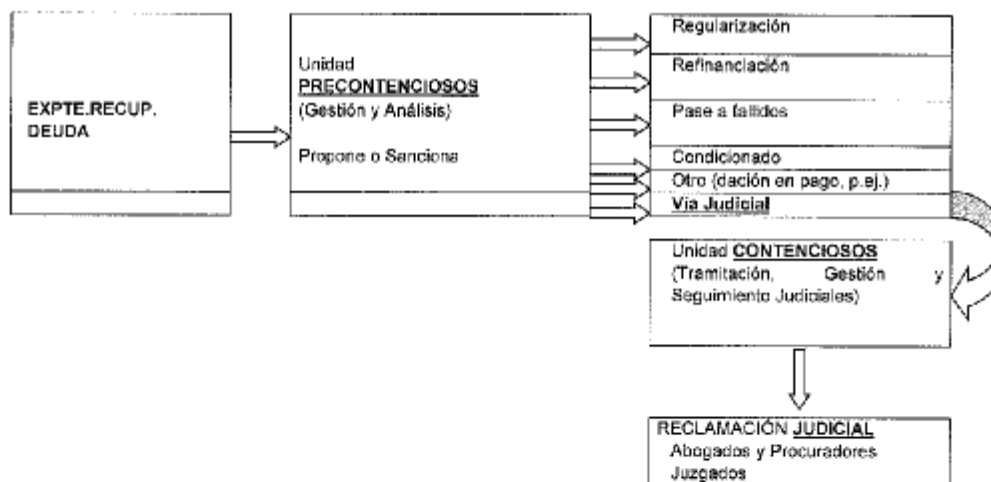 EXPTE.RECUP.
DEUDA
Unidad
PRECONTENCIOSOS
(Gestión y Análisis)
Propone o Sanciona
Regularización
Refinanciación
Pase a fallidos
Condicionado
Otro (dación en pago, p.ej.)
Vía Judicial
Unidad CONTENCIOSOS
(Tramitación, Gestión y
Seguimiento Judiciales)
RECLAMACIÓN JUDICIAL
Abogados y Procuradores
Juzgados